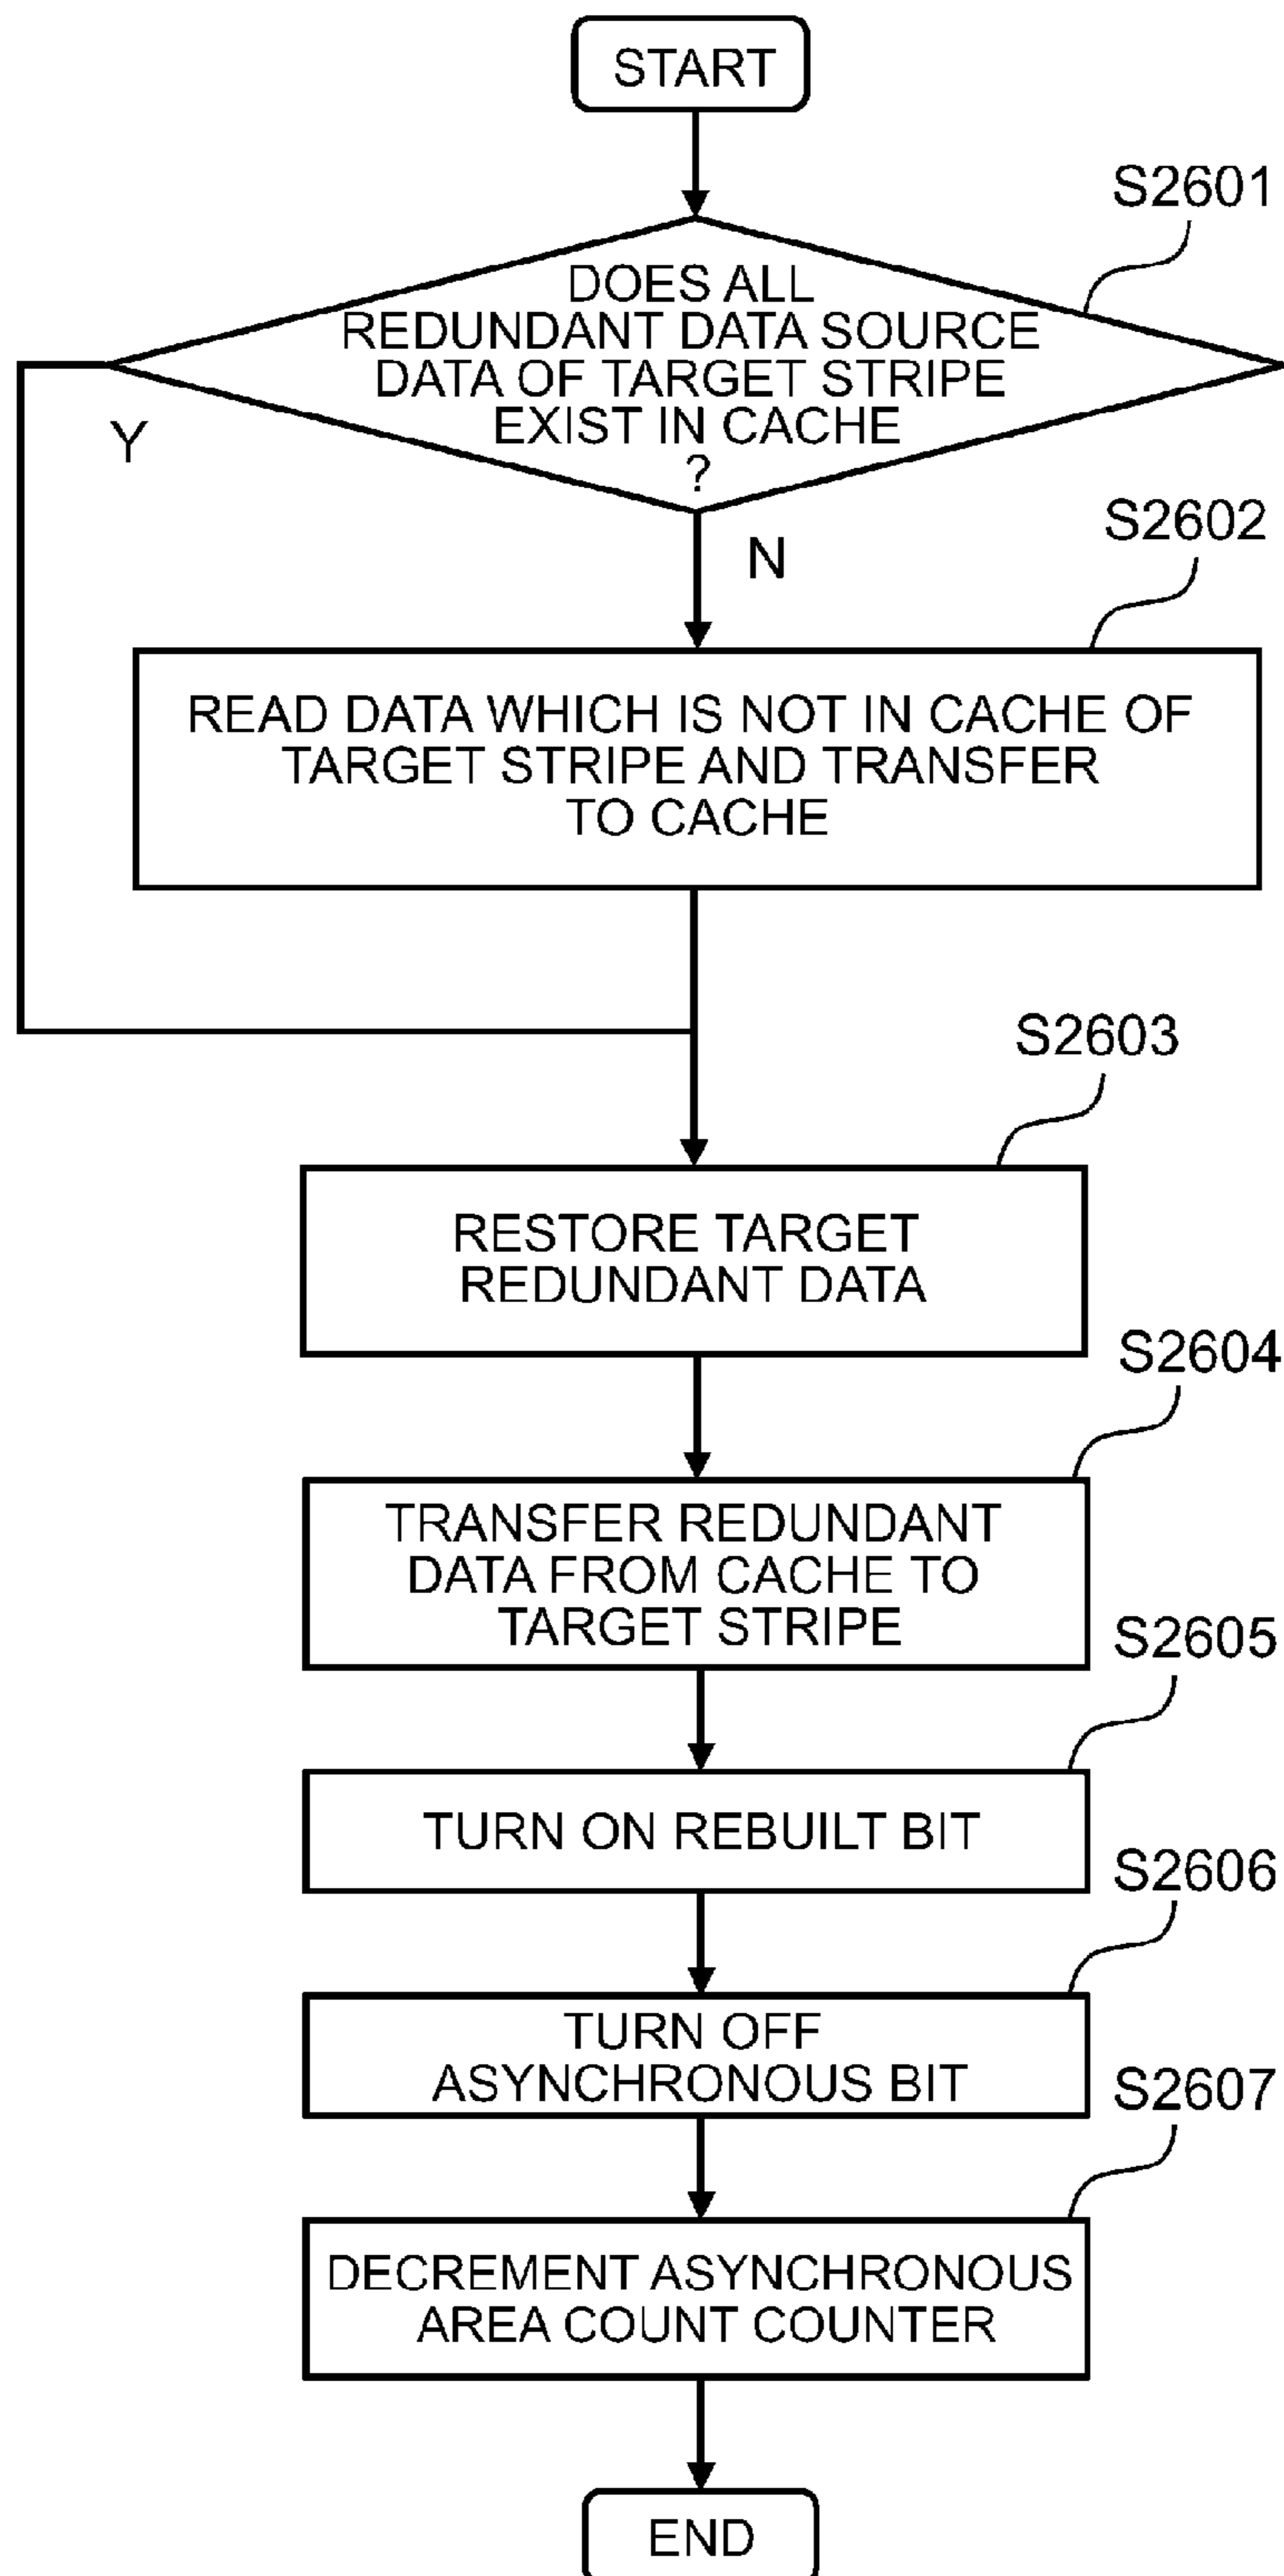 START
S2601
DOES ALL
REDUNDANT DATA SOURCE
DATA OF TARGET STRIPE
EXIST IN CACHE
?
Y
N
S2602
READ DATA WHICH IS NOT IN CACHE OF
TARGET STRIPE AND TRANSFER
TO CACHE
S2603
RESTORE TARGET
REDUNDANT DATA
S2604
TRANSFER REDUNDANT
DATA FROM CACHE TO
TARGET STRIPE
S2605
TURN ON REBUILT BIT
S2606
TURN OFF
ASYNCHRONOUS BIT
S2607
DECREMENT ASYNCHRONOUS
AREA COUNT COUNTER
END